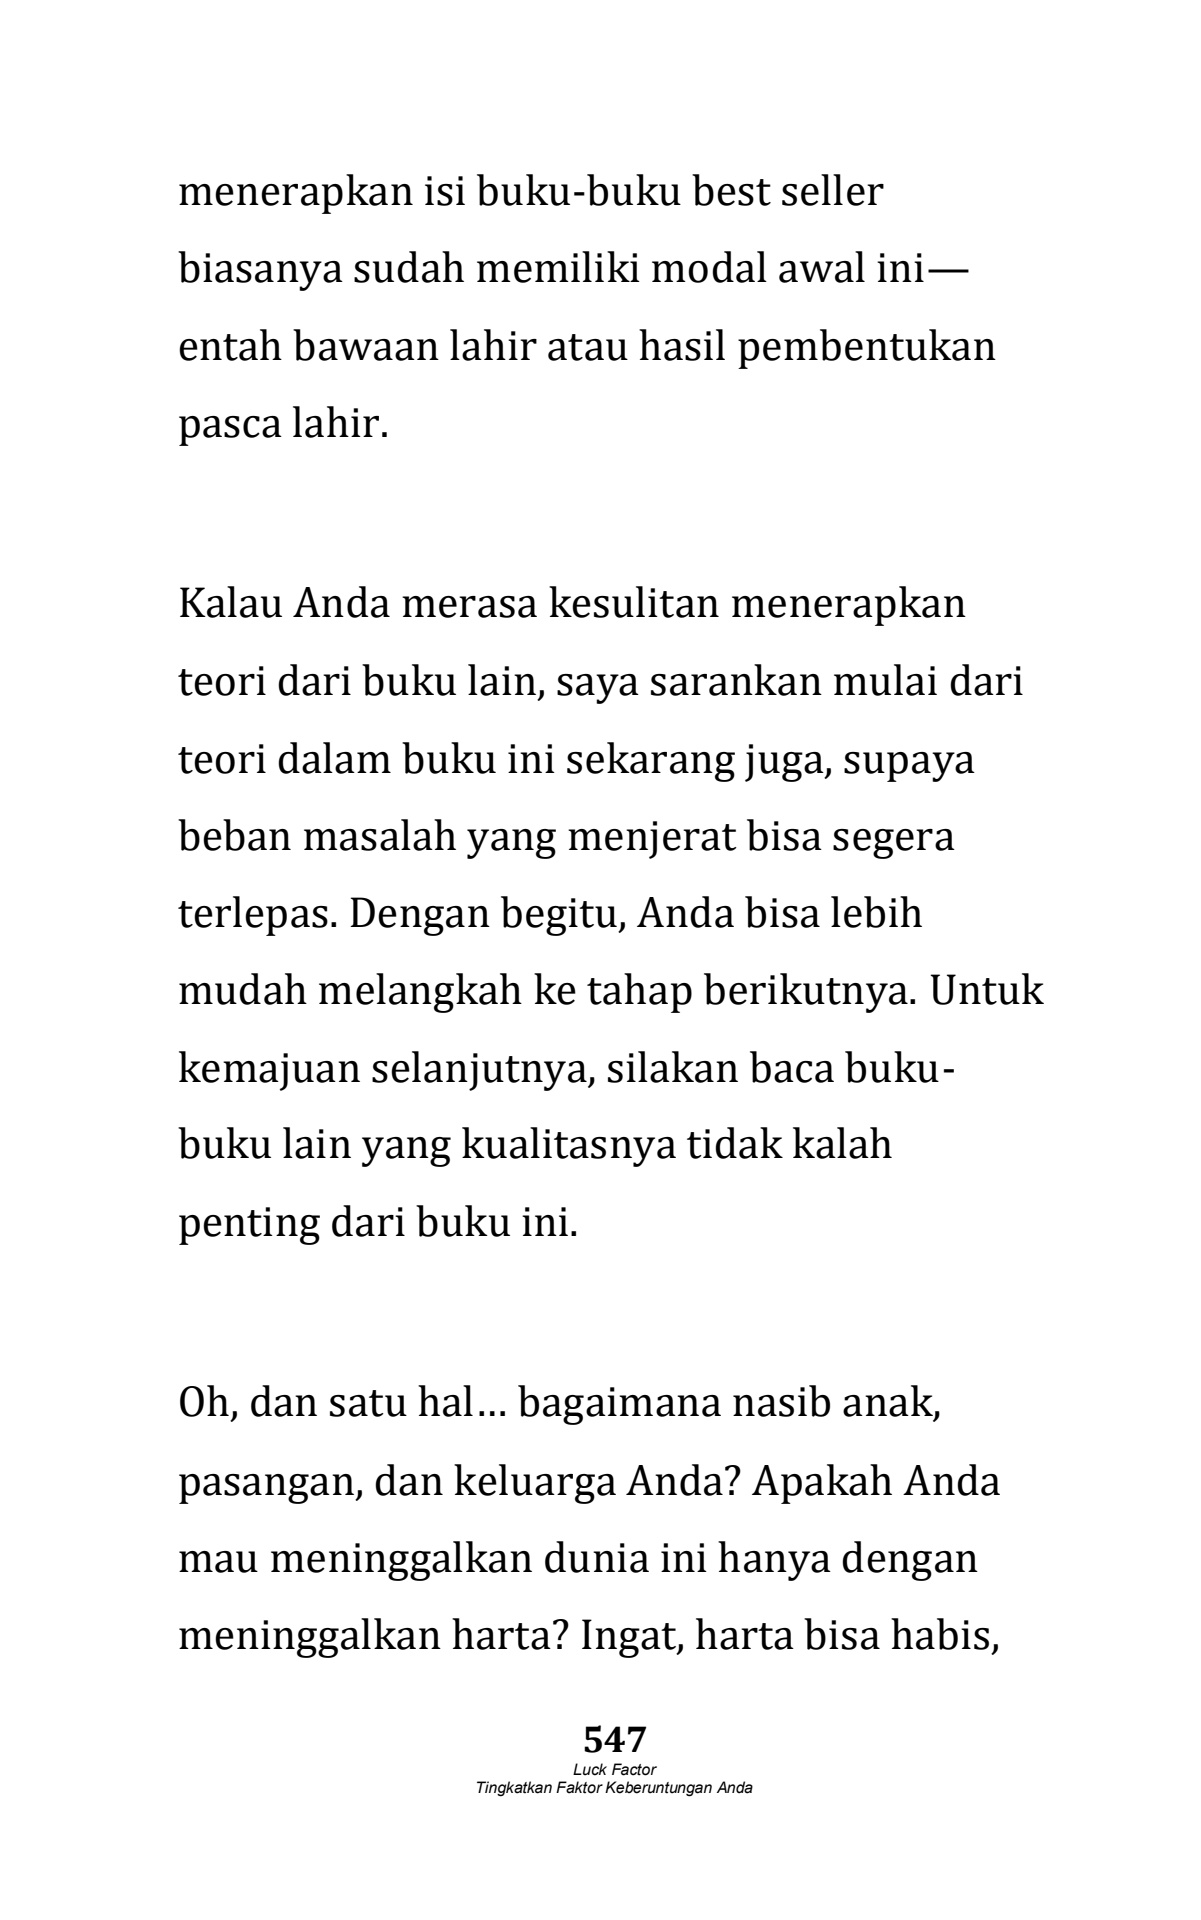 menerapkan isi buku-buku best seller
biasanya sudah memiliki modal awal ini—
entah bawaan lahir atau hasil pembentukan
pasca lahir.
Kalau Anda merasa kesulitan menerapkan
teori dari buku lain, saya sarankan mulai dari
teori dalam buku ini sekarang juga, supaya
beban masalah yang menjerat bisa segera
terlepas. Dengan begitu, Anda bisa lebih
mudah melangkah ke tahap berikutnya. Untuk
kemajuan selanjutnya, silakan baca buku-
buku lain yang kualitasnya tidak kalah
penting dari buku ini.
Oh, dan satu hal… bagaimana nasib anak,
pasangan, dan keluarga Anda? Apakah Anda
mau meninggalkan dunia ini hanya dengan
meninggalkan harta? Ingat, harta bisa habis,
547
Luck Factor
Tingkatkan Faktor Keberuntungan Anda